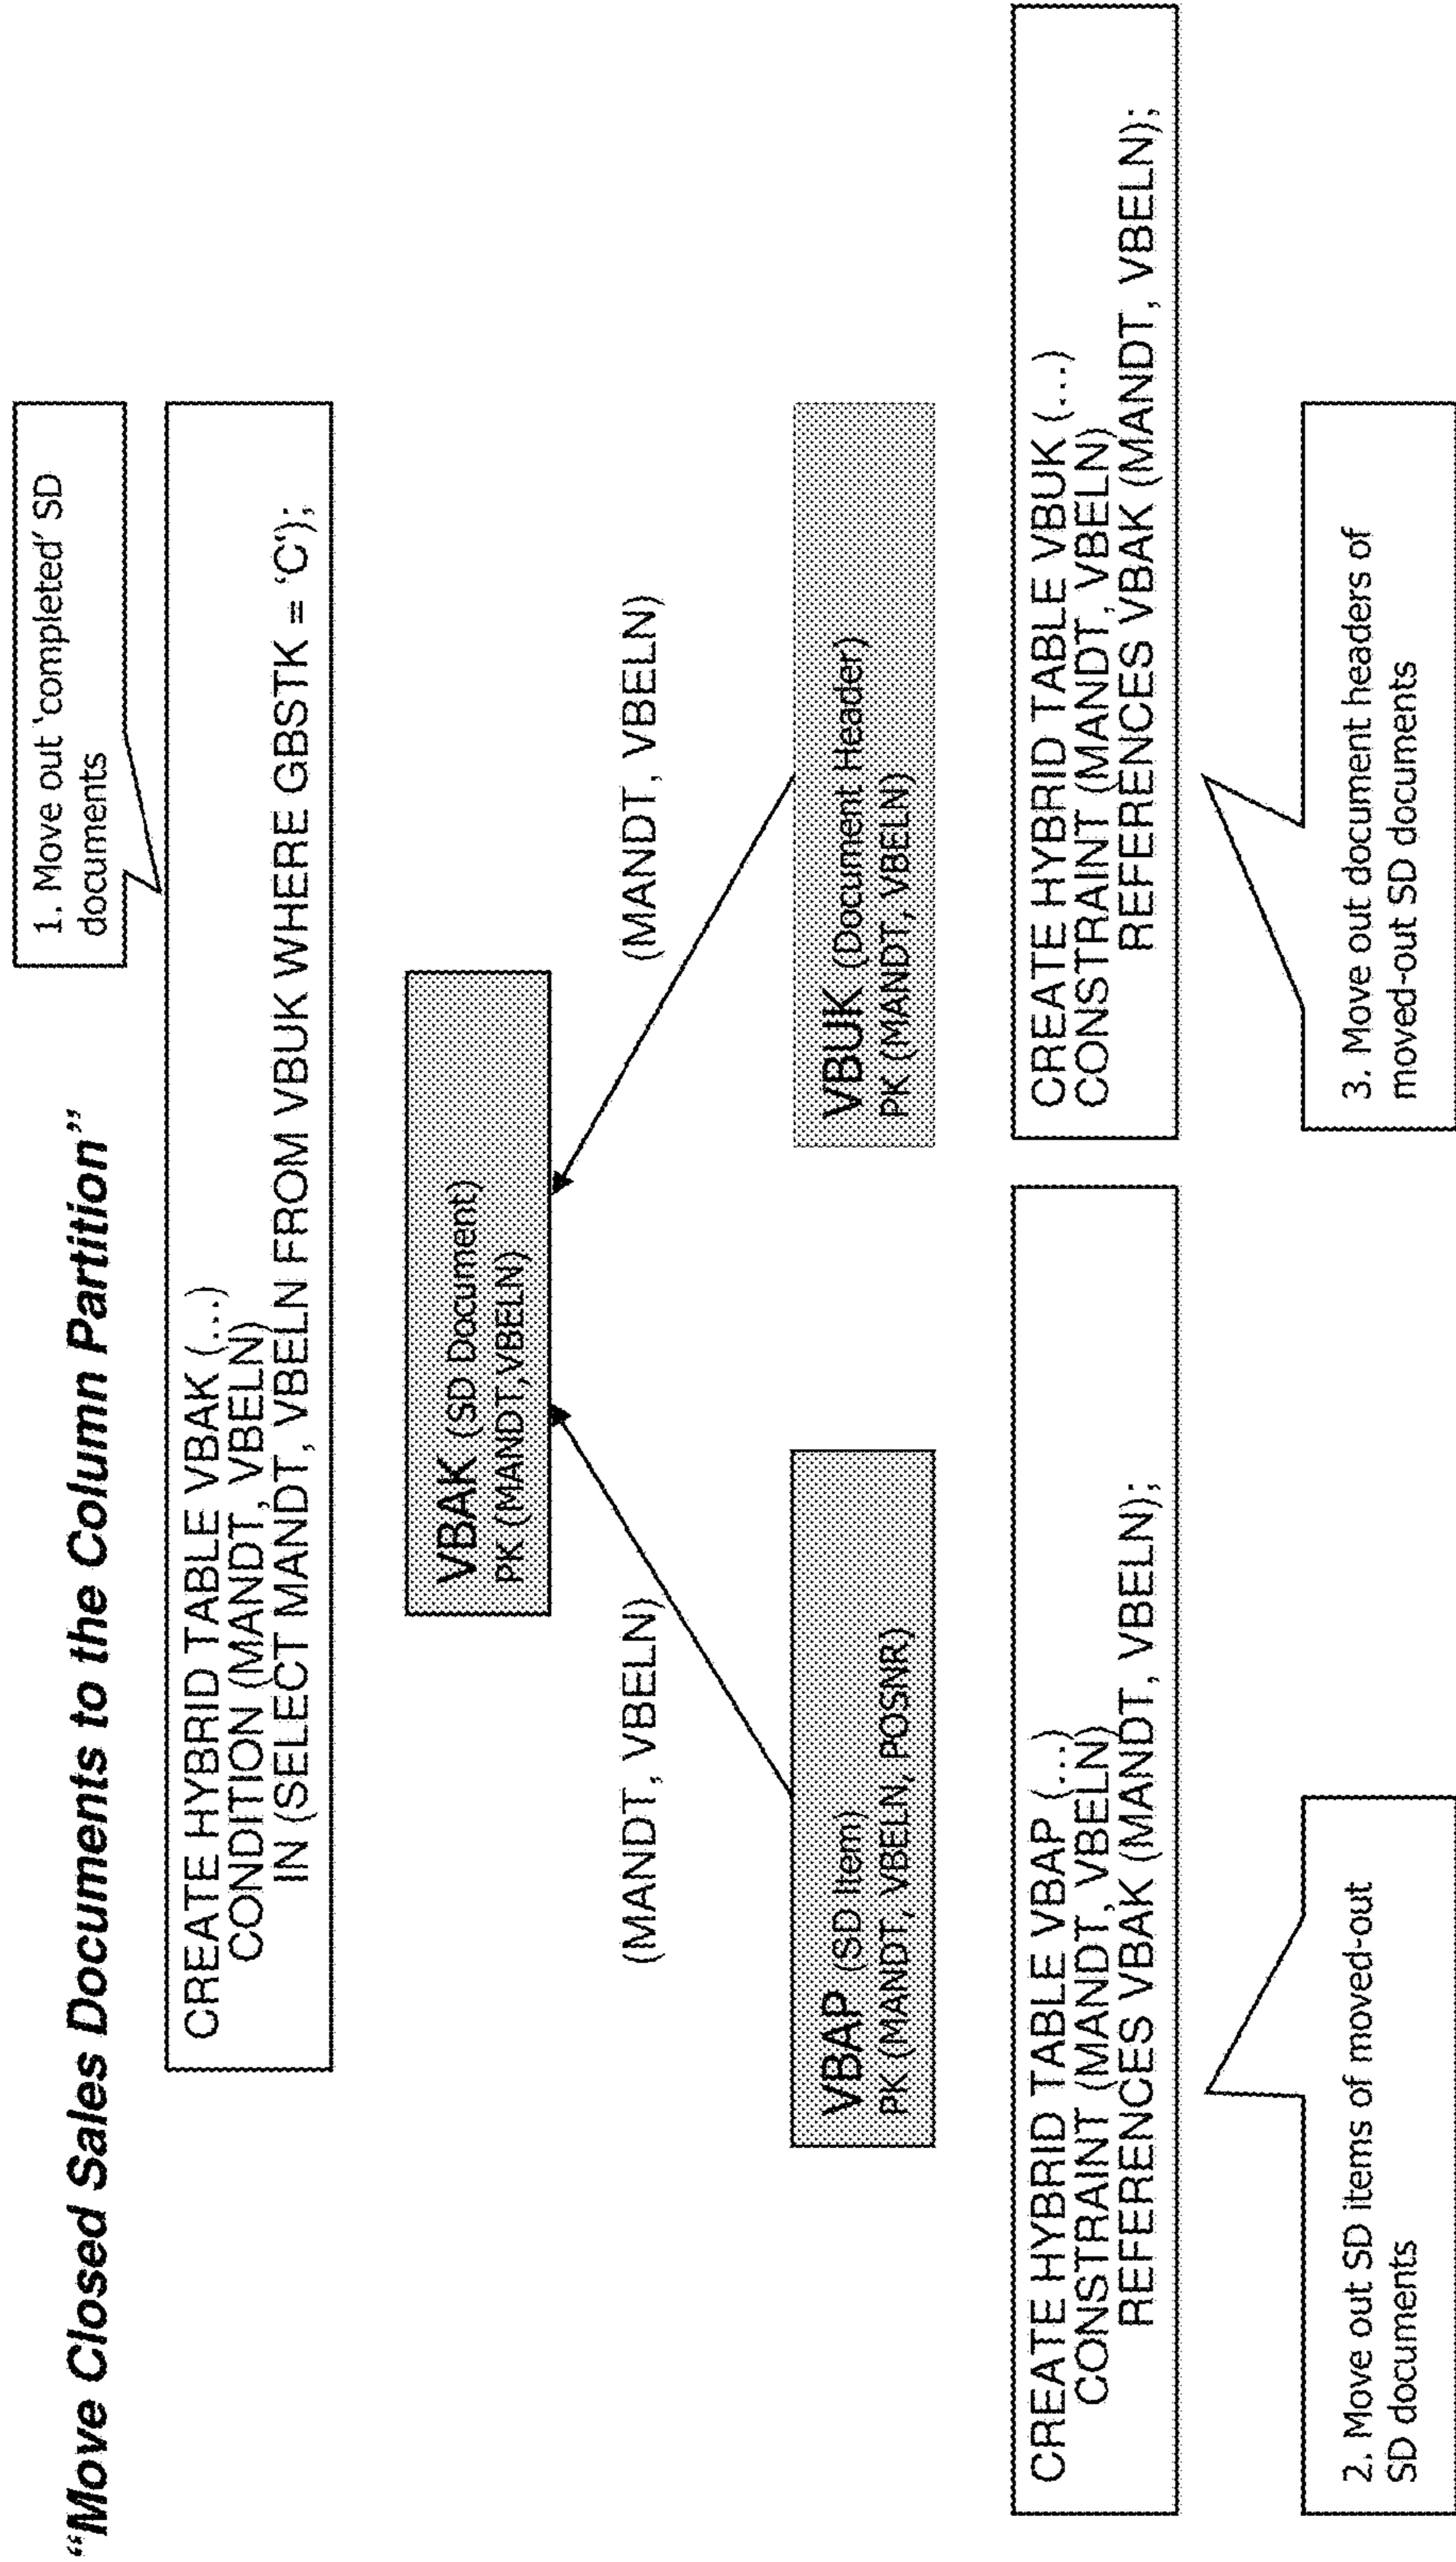 “Move Closed Sales Documents to the Column Partition”
1. Move out ‘completed’ SD
documents
CREATE HYBRID TABLE VBAK (...)
CONDITION (MANDT, VBELN)
IN (SELECT MANDT, VBELN FROM VBUK WHERE GBSTK = ‘C‘);
VBAK (SD Document)
PK (MANDT,VBELN)
(MANDT, VBELN)
(MANDT, VBELN)
VBAP (SD Item)
PK (MANDT, VBELN, POSNR)
VBUK (Document Header)
PK (MANDT, VBELN)
CREATE HYBRID TABLE VBAP (...)
CONSTRAINT (MANDT, VBELN)
REFERENCES VBAK (MANDT, VBELN);
CREATE HYBRID TABLE VBUK (...)
CONSTRAINT (MANDT, VBELN)
REFERENCES VBAK (MANDT, VBELN);
2. Move out SD items of moved-out
SD documents
3. Move out document headers of
moved-out SD documents